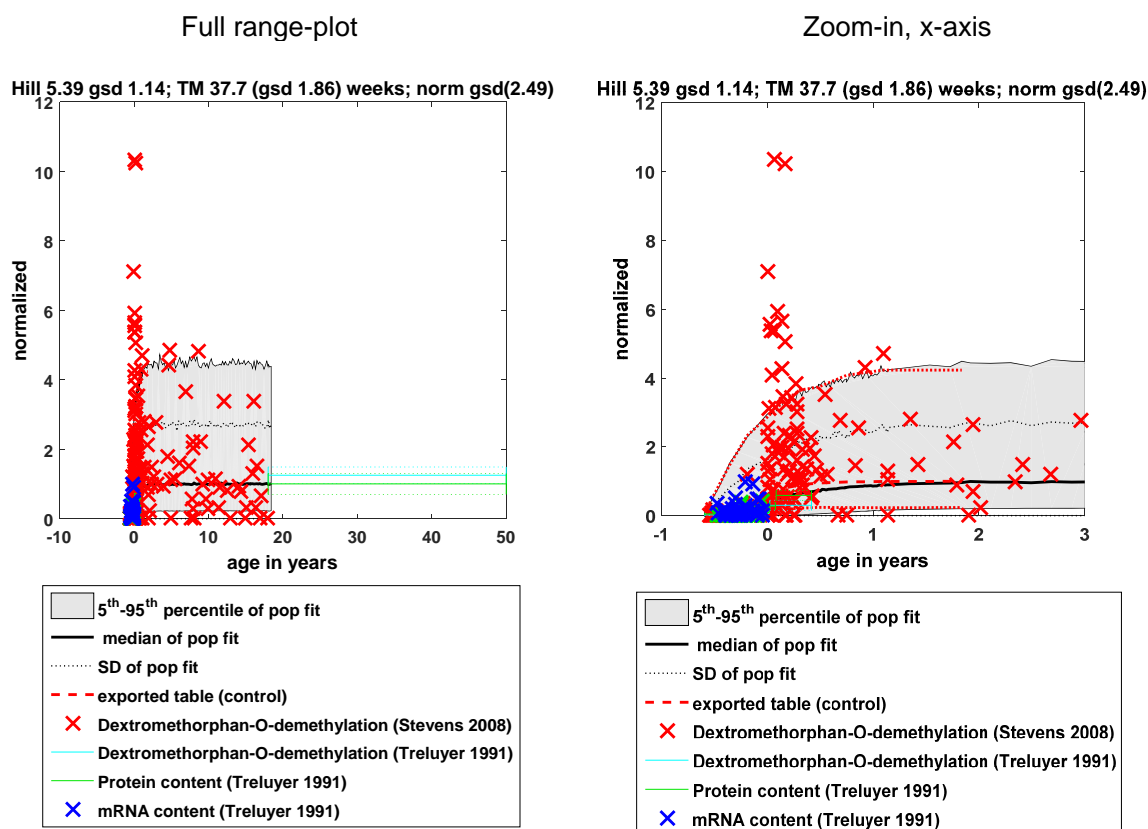 Full range-plot
Hill 5.39 gsd 1.14; TM 37.7 (gsd 1.86) weeks; norm gsd(2.49)
normalized
12
10
8
6
4
2
0
-10 0 10 20 30 40 50
age in years
5th-95th percentile of pop fit
median of pop fit
SD of pop fit
exported table (control)
Dextromethorphan-O-demethylation (Stevens 2008)
Dextromethorphan-O-demethylation (Treluyer 1991)
Protein content (Treluyer 1991)
mRNA content (Treluyer 1991)
Zoom-in, x-axis
Hill 5.39 gsd 1.14; TM 37.7 (gsd 1.86) weeks; norm gsd(2.49)
normalized
12
10
8
6
4
2
0
-1 0 1 2 3
age in years
5th-95th percentile of pop fit
median of pop fit
SD of pop fit
exported table (control)
Dextromethorphan-O-demethylation (Stevens 2008)
Dextromethorphan-O-demethylation (Treluyer 1991)
Protein content (Treluyer 1991)
mRNA content (Treluyer 1991)